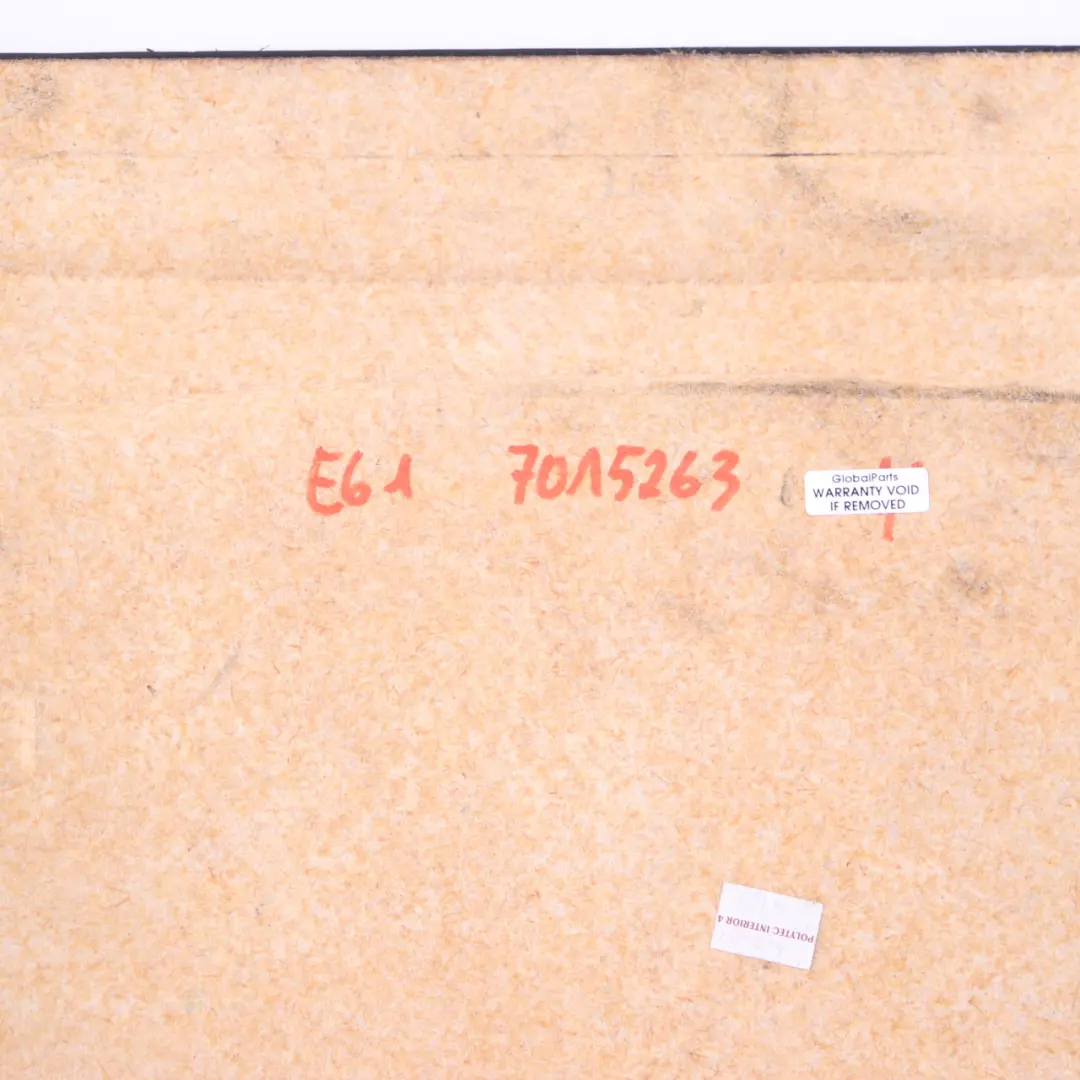 E61 7015263
GlobalParts
WARRANTY VOID
IF REMOVED
POLYTEC INTERIOR 4